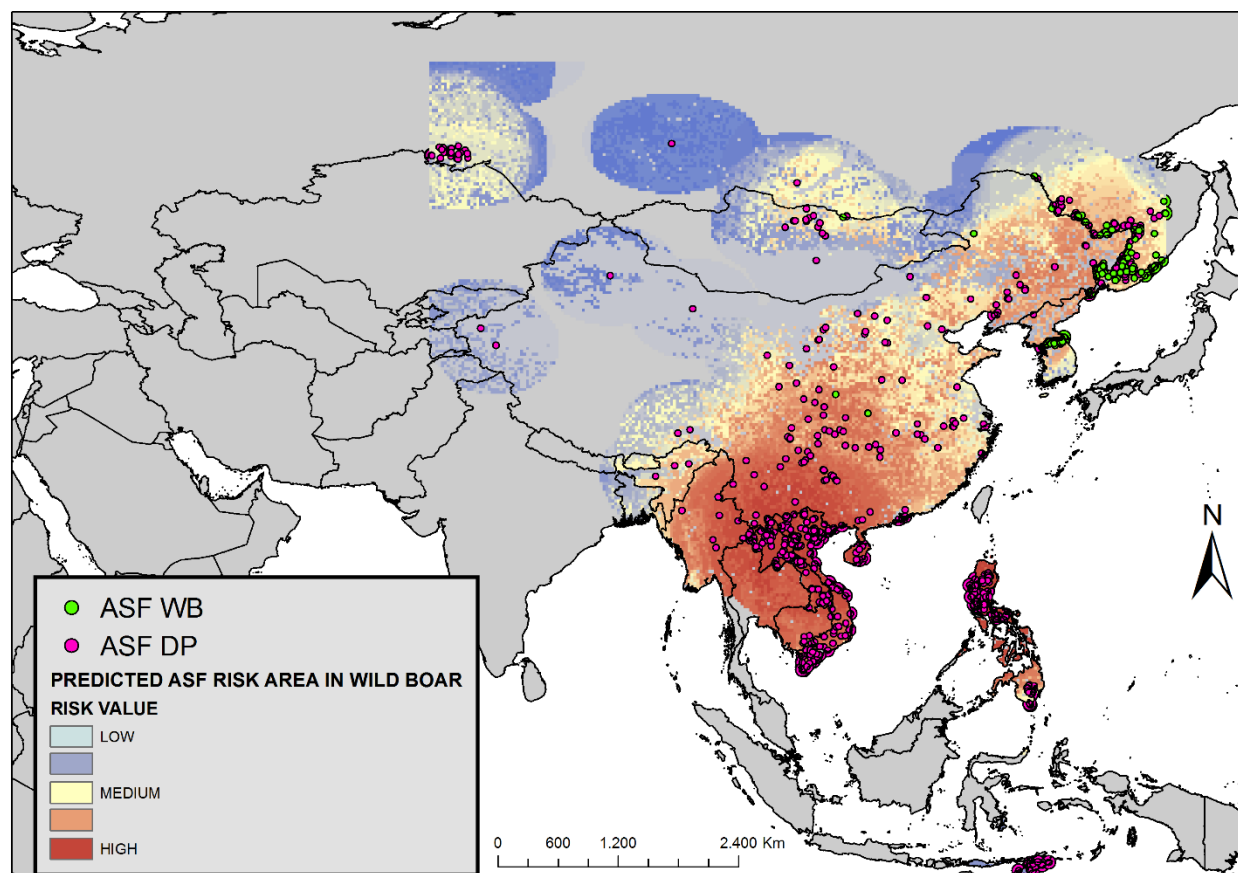 N
ASF WB
ASF DP
PREDICTED ASF RISK AREA IN WILD BOAR
RISK VALUE
LOW
MEDIUM
HIGH
0 600 1.200 2.400 Km